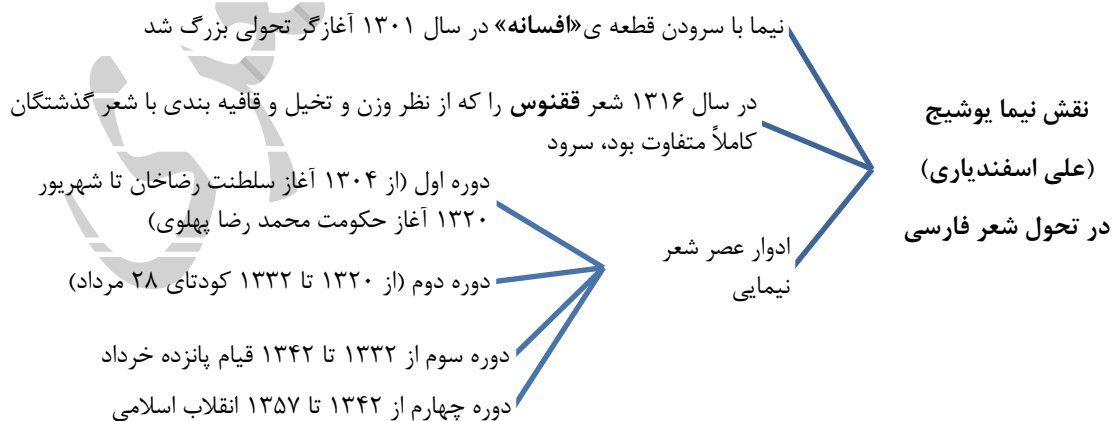 نقش نیما یوشیج
(علی اسفندیاری)
در تحول شعر فارسی
نیما با سرودن قطعه ی«افسانه» در سال ۱۳۰۱ آغازگر تحولی بزرگ شد
در سال ۱۳۱۶ شعر ققنوس را که از نظر وزن و تخیل و قافیه بندی با شعر گذشتگان
کاملاً متفاوت بود، سرود
ادوار عصر شعر
نیمایی
دوره اول (از ۱۳۰۴ آغاز سلطنت رضاخان تا شهریور
۱۳۲۰ آغاز حکومت محمد رضا پهلوی)
دوره دوم (از ۱۳۲۰ تا ۱۳۳۲ کودتای ۲۸ مرداد)
دوره سوم از ۱۳۳۲ تا ۱۳۴۲ قیام پانزده خرداد
دوره چهارم از ۱۳۴۲ تا ۱۳۵۷ انقلاب اسلامی